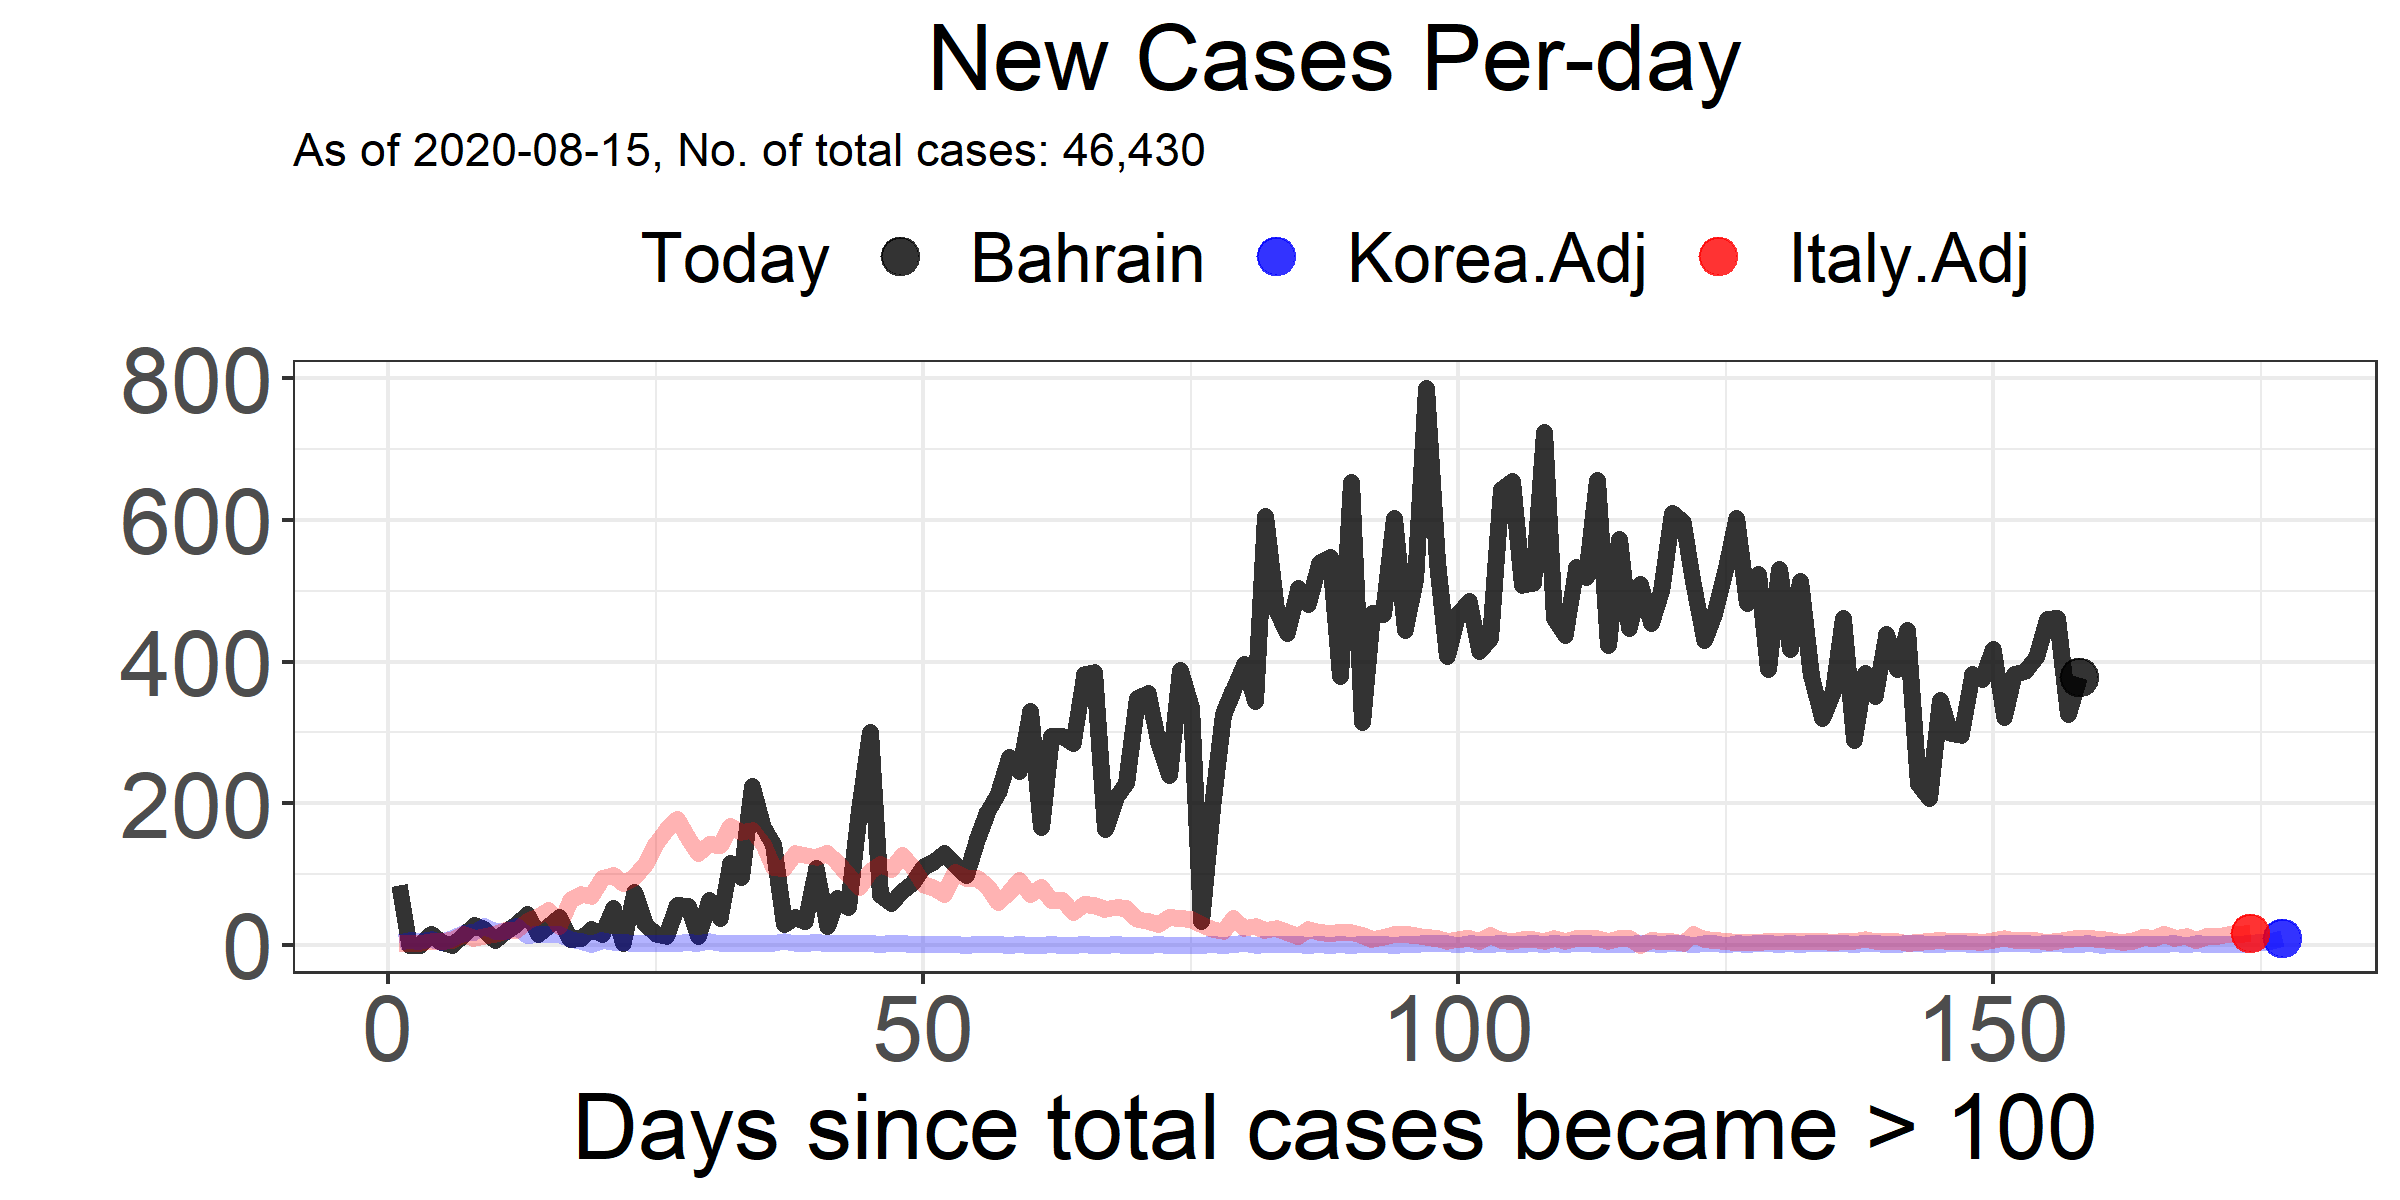 New Cases Per-day
As of 2020-08-15, No. of total cases: 46,430
Today Bahrain Korea.Adj Italy.Adj
800
600
400
200
0
0 50 100 150
Days since total cases became > 100